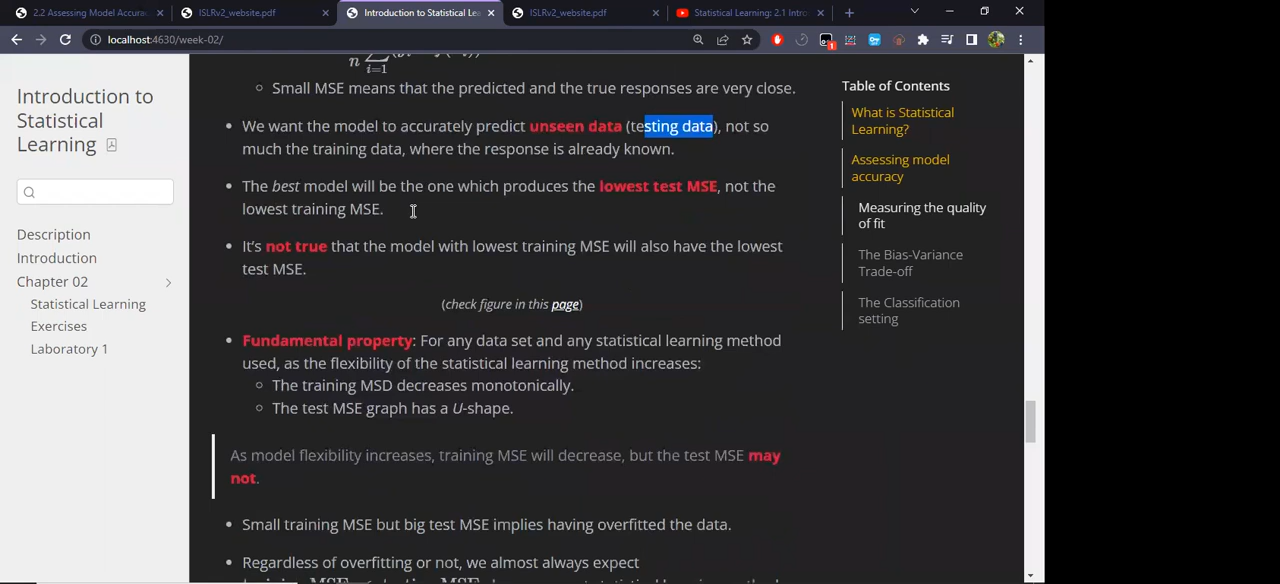 2.2 Assessing Model Accura
ISLRv2_website.pdf
Introduction to Statistical Le
ISLRv2_website.pdf
Statistical Learning: 2.1 Intro
localhost:4630/week-02/
1
Introduction to
Statistical
Learning
Description
Introduction
Chapter 02
Statistical Learning
Exercises
Laboratory 1
n
i=1
Small MSE means that the predicted and the true responses are very close.
We want the model to accurately predict unseen data (testing data), not so
much the training data, where the response is already known.
The best model will be the one which produces the lowest test MSE, not the
lowest training MSE.
It's not true that the model with lowest training MSE will also have the lowest
test MSE.
(check figure in this page)
Fundamental property: For any data set and any statistical learning method
used, as the flexibility of the statistical learning method increases:
The training MSD decreases monotonically.
The test MSE graph has a U-shape.
As model flexibility increases, training MSE will decrease, but the test MSE may
not.
Small training MSE but big test MSE implies having overfitted the data.
Regardless of overfitting or not, we almost always expect
Table of Contents
What is Statistical
Learning?
Assessing model
accuracy
Measuring the quality
of fit
The Bias-Variance
Trade-off
The Classification
setting